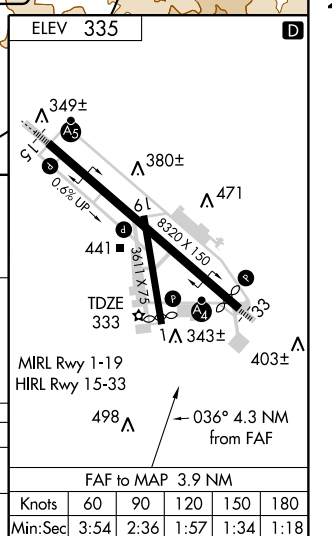 ELEV 335
D
349±
A5
15
P
0.6% UP
380±
471
P
19
8320 X 150
441
3611 X 75
P
TDZE
333
P
A4
33
1
343±
403±
MIRL Rwy 1-19
HIRL Rwy 15-33
498
036° 4.3 NM
from FAF
FAF to MAP 3.9 NM
Knots 60 90 120 150 180
Min:Sec 3:54 2:36 1:57 1:34 1:18